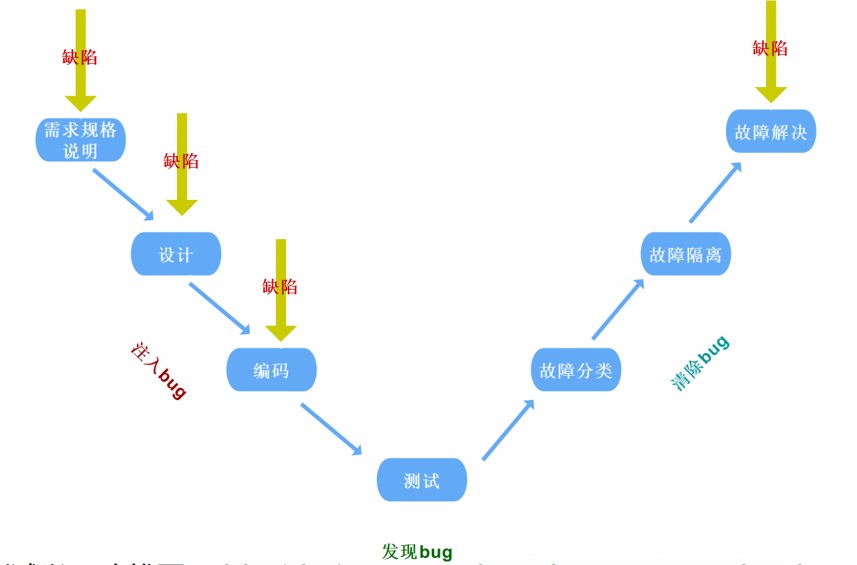 缺陷
缺陷
需求规格
说明
故障解决
缺陷
设计
故障隔离
缺陷
注入bug
编码
故障分类
清除bug
测试
发现bug